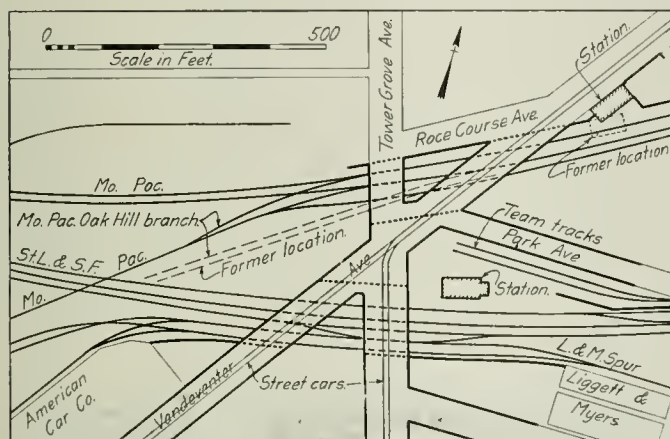 0 500
Scale in Feet.
Tower Grove Ave.
Station.
Race Course Ave.
Former location.
Mo. Pac.
Mo. Pac. Oak Hill branch.
Former location.
St.L. & S.F.
Mo. Pac.
Team tracks
Park Ave
Ave.
Station.
L.& M. Spur
Liggett &
Myers
Street cars.
Vandeventer
American
Car Co.